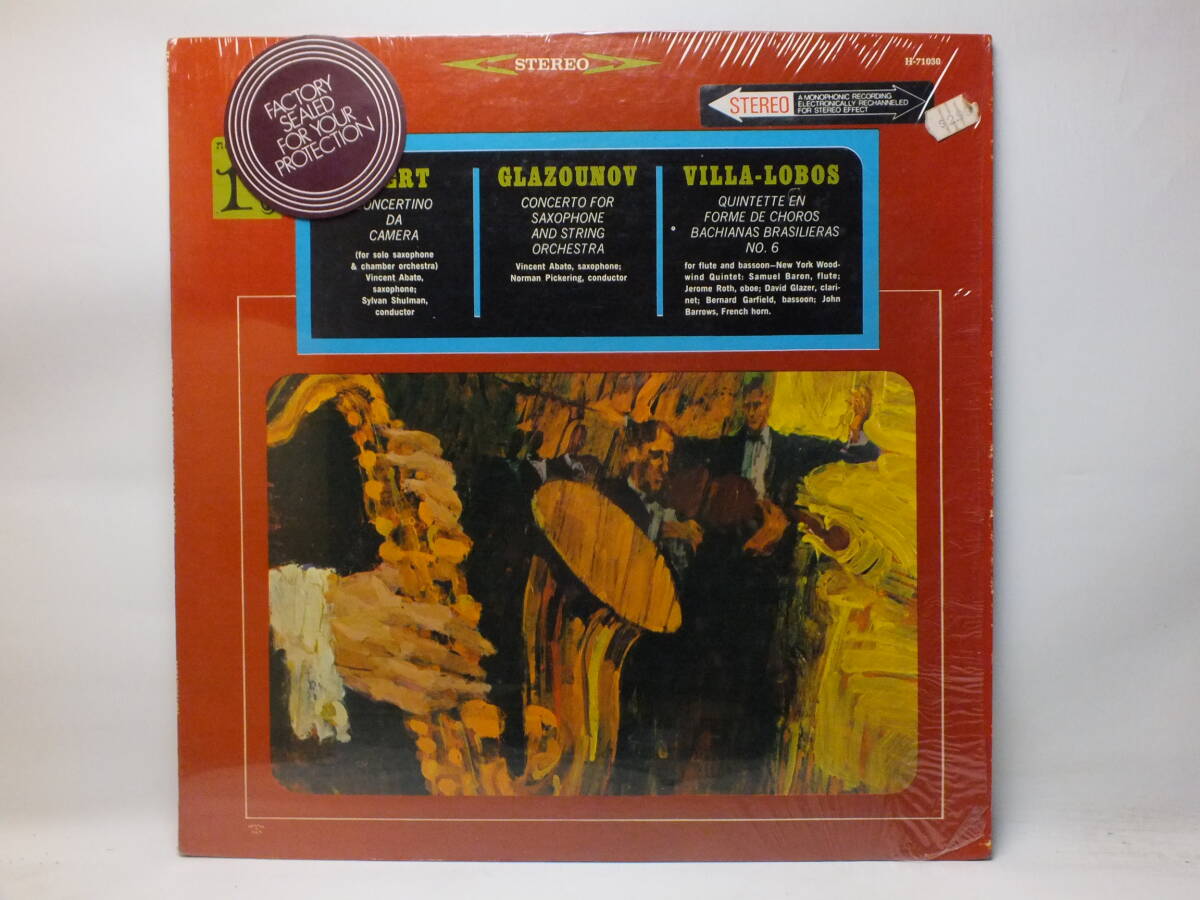 STEREO
H-71030
FACTORY
SEALED
FOR YOUR
PROTECTION
STEREO
A MONOPHONIC RECORDING
ELECTRONICALLY RECHANNELED
FOR STEREO EFFECT
ERT
ONCERTINO
DA
CAMERA
(for solo saxophone
& chamber orchestra)
Vincent Abato,
saxophone;
Sylvan Shulman,
conductor
GLAZOUNOV
CONCERTO FOR
SAXOPHONE
AND STRING
ORCHESTRA
Vincent Abato, saxophone;
Norman Pickering, conductor
VILLA-LOBOS
QUINTETTE EN
FORME DE CHOROS
BACHIANAS BRASILIERAS
NO. 6
for flute and bassoon—New York Wood-
wind Quintet; Samuel Baron, flute;
Jerome Roth, oboe; David Glazer, clari-
net; Bernard Garfield, bassoon; John
Barrows, French horn.